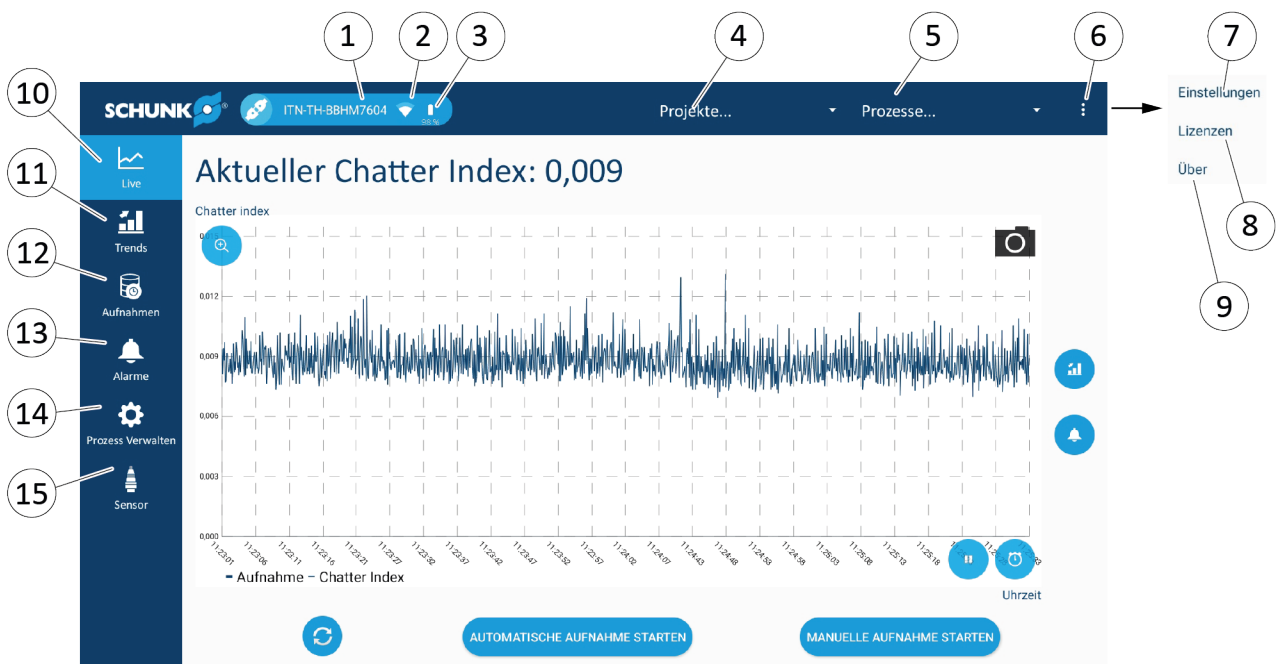 1 2 3 4 5 6 7
10 SCHUNK ® ITN-TH-BBHM7604 98 % Projekte... Prozesse... Einstellungen
Lizenzen
Über
8
9
Live
11
Trends
12
Aufnahmen
13
Alarme
14
Prozess Verwalten
15
Sensor
Aktueller Chatter Index: 0,009
Chatter index
0,015
0,012
0,009
0,006
0,003
0,000
11:23:01 11:23:06 11:23:11 11:23:16 11:23:21 11:23:27 11:23:32 11:23:37 11:23:42 11:23:47 11:23:52 11:23:57 11:24:02 11:24:07 11:24:43 11:24:48 11:24:53 11:24:58 11:25:03 11:25:08 11:25:13 11:25:18
Aufnahme Chatter Index
Uhrzeit
AUTOMATISCHE AUFNAHME STARTEN
MANUELLE AUFNAHME STARTEN